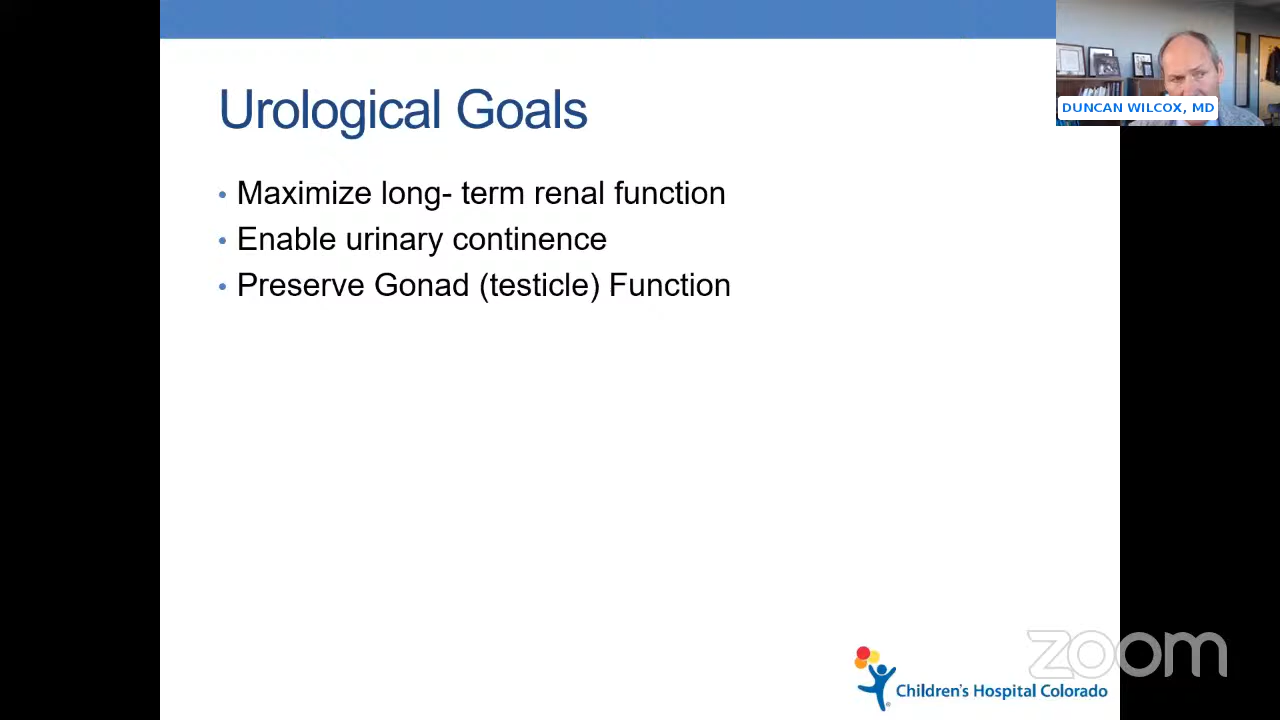 DUNCAN WILCOX, MD
Urological Goals
• Maximize long- term renal function
• Enable urinary continence
• Preserve Gonad (testicle) Function
zoom
Children's Hospital Colorado